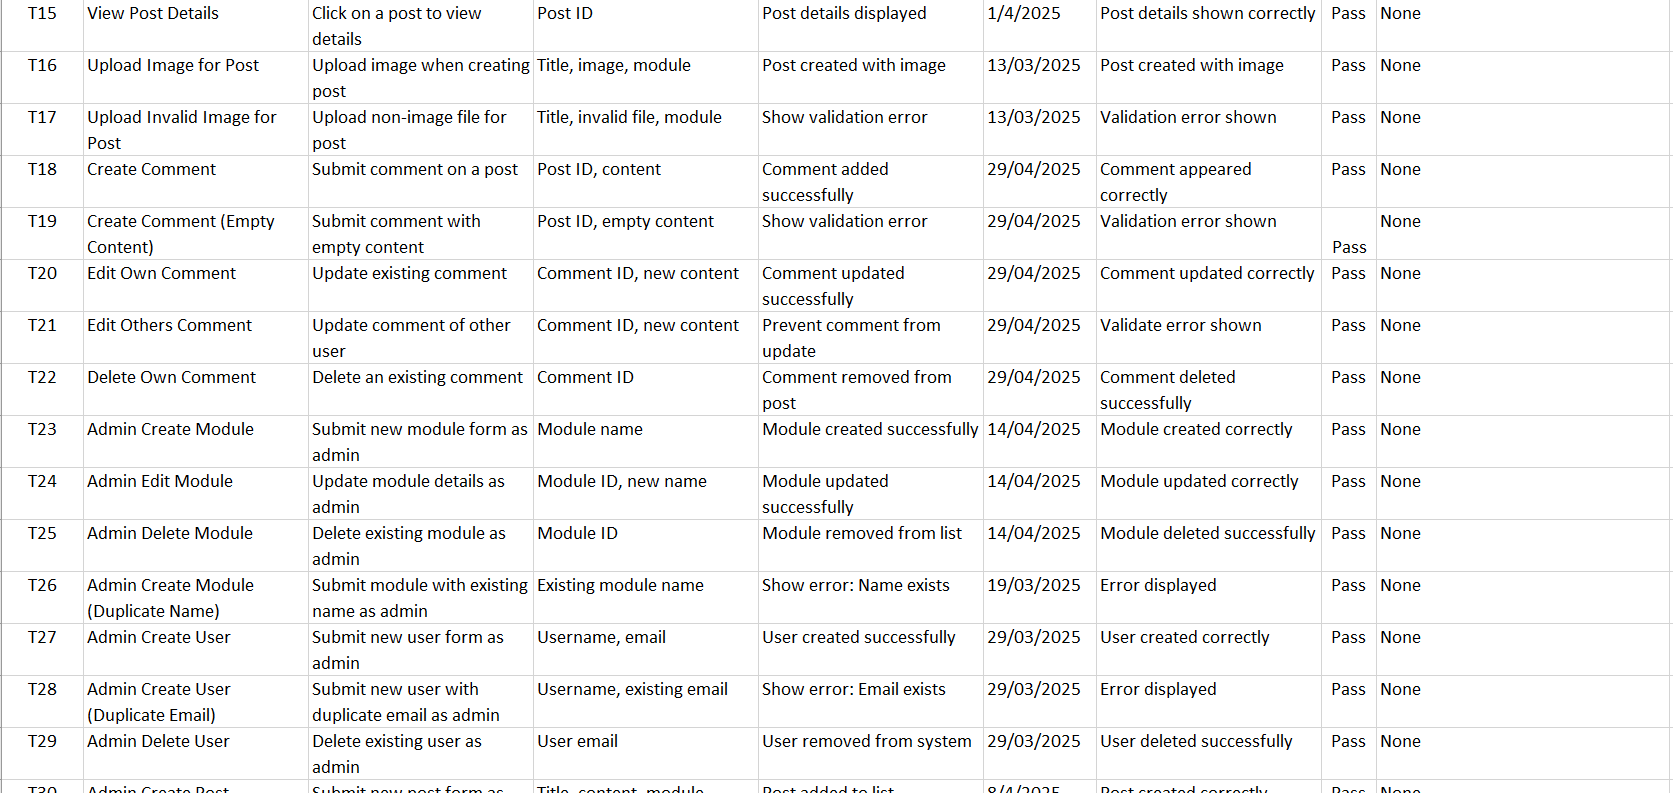 T15 View Post Details Click on a post to view Post ID Post details displayed 1/4/2025 Post details shown correctly Pass None
details
T16 Upload Image for Post Upload image when creating Title, image, module Post created with image 13/03/2025 Post created with image Pass None
post
T17 Upload Invalid Image for Upload non-image file for Title, invalid file, module Show validation error 13/03/2025 Validation error shown Pass None
Post post
T18 Create Comment Submit comment on a post Post ID, content Comment added 29/04/2025 Comment appeared Pass None
successfully correctly
T19 Create Comment (Empty Submit comment with Post ID, empty content Show validation error 29/04/2025 Validation error shown None
Content) empty content Pass
T20 Edit Own Comment Update existing comment Comment ID, new content Comment updated 29/04/2025 Comment updated correctly Pass None
successfully
T21 Edit Others Comment Update comment of other Comment ID, new content Prevent comment from 29/04/2025 Validate error shown Pass None
user update
T22 Delete Own Comment Delete an existing comment Comment ID Comment removed from 29/04/2025 Comment deleted Pass None
post successfully
T23 Admin Create Module Submit new module form as Module name Module created successfully 14/04/2025 Module created correctly Pass None
admin
T24 Admin Edit Module Update module details as Module ID, new name Module updated 14/04/2025 Module updated correctly Pass None
admin successfully
T25 Admin Delete Module Delete existing module as Module ID Module removed from list 14/04/2025 Module deleted successfully Pass None
admin
T26 Admin Create Module Submit module with existing Existing module name Show error: Name exists 19/03/2025 Error displayed Pass None
(Duplicate Name) name as admin
T27 Admin Create User Submit new user form as Username, email User created successfully 29/03/2025 User created correctly Pass None
admin
T28 Admin Create User Submit new user with Username, existing email Show error: Email exists 29/03/2025 Error displayed Pass None
(Duplicate Email) duplicate email as admin
T29 Admin Delete User Delete existing user as User email User removed from system 29/03/2025 User deleted successfully Pass None
admin
T30 Admin Create Post Submit new post form as Title, content, module Post added to list 8/4/2025 Post created correctly Pass None